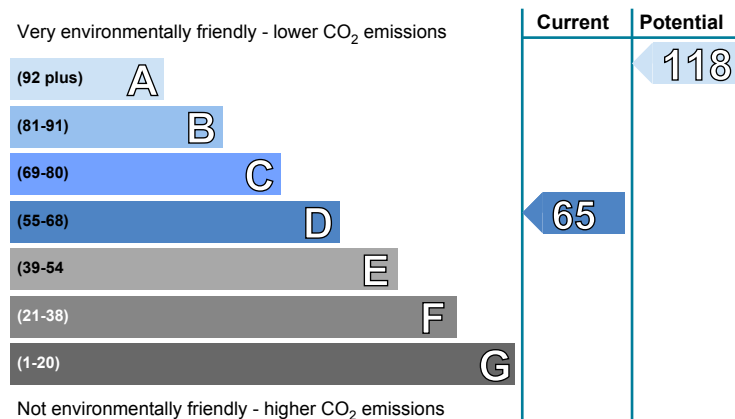 Current Potential
Very environmentally friendly - lower CO₂ emissions
118
(92 plus) A
(81-91) B
(69-80) C
(55-68) D 65
(39-54 E
(21-38) F
(1-20) G
Not environmentally friendly - higher CO₂ emissions